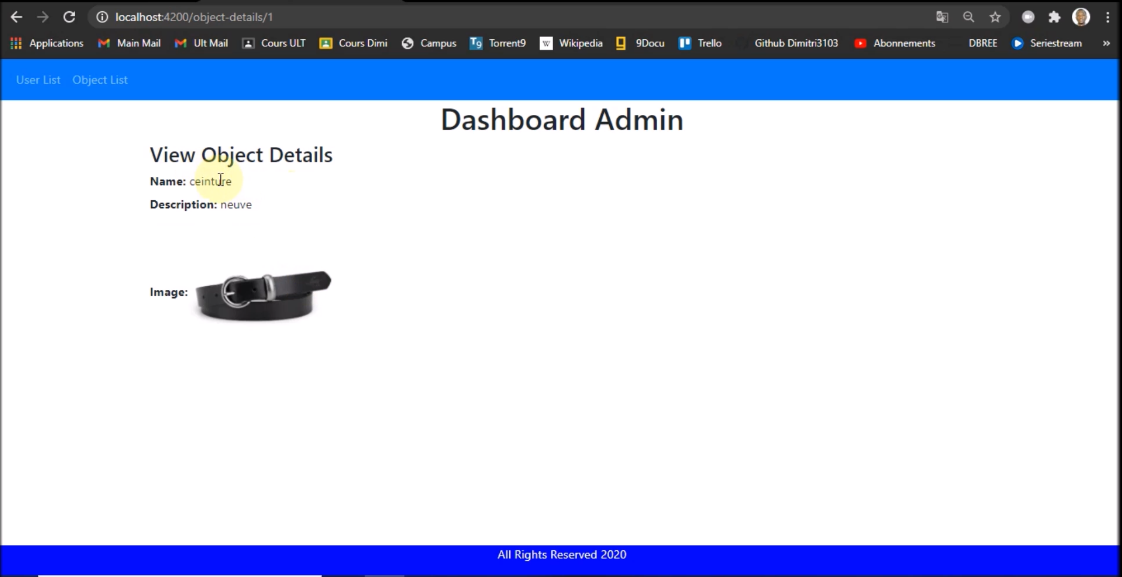 localhost:4200/object-details/1
Applications Main Mail Ult Mail Cours ULT Cours Dimi Campus Tg Torrent9 W Wikipedia 9Docu Trello Github Dimitri3103 Abonnements DBREE Seriestream »
User List Object List
Dashboard Admin
View Object Details
Name: ceinture
Description: neuve
Image:
All Rights Reserved 2020